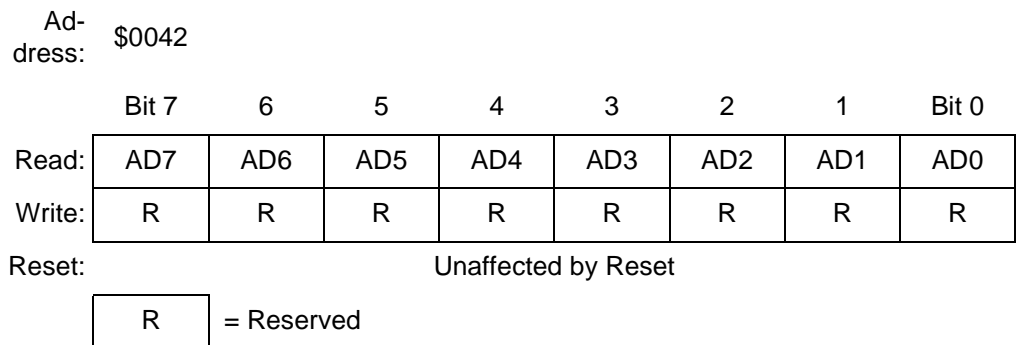 Ad-
dress: $0042
Bit 7 6 5 4 3 2 1 Bit 0
Read: AD7 AD6 AD5 AD4 AD3 AD2 AD1 AD0
Write: R R R R R R R R
Reset: Unaffected by Reset
R = Reserved